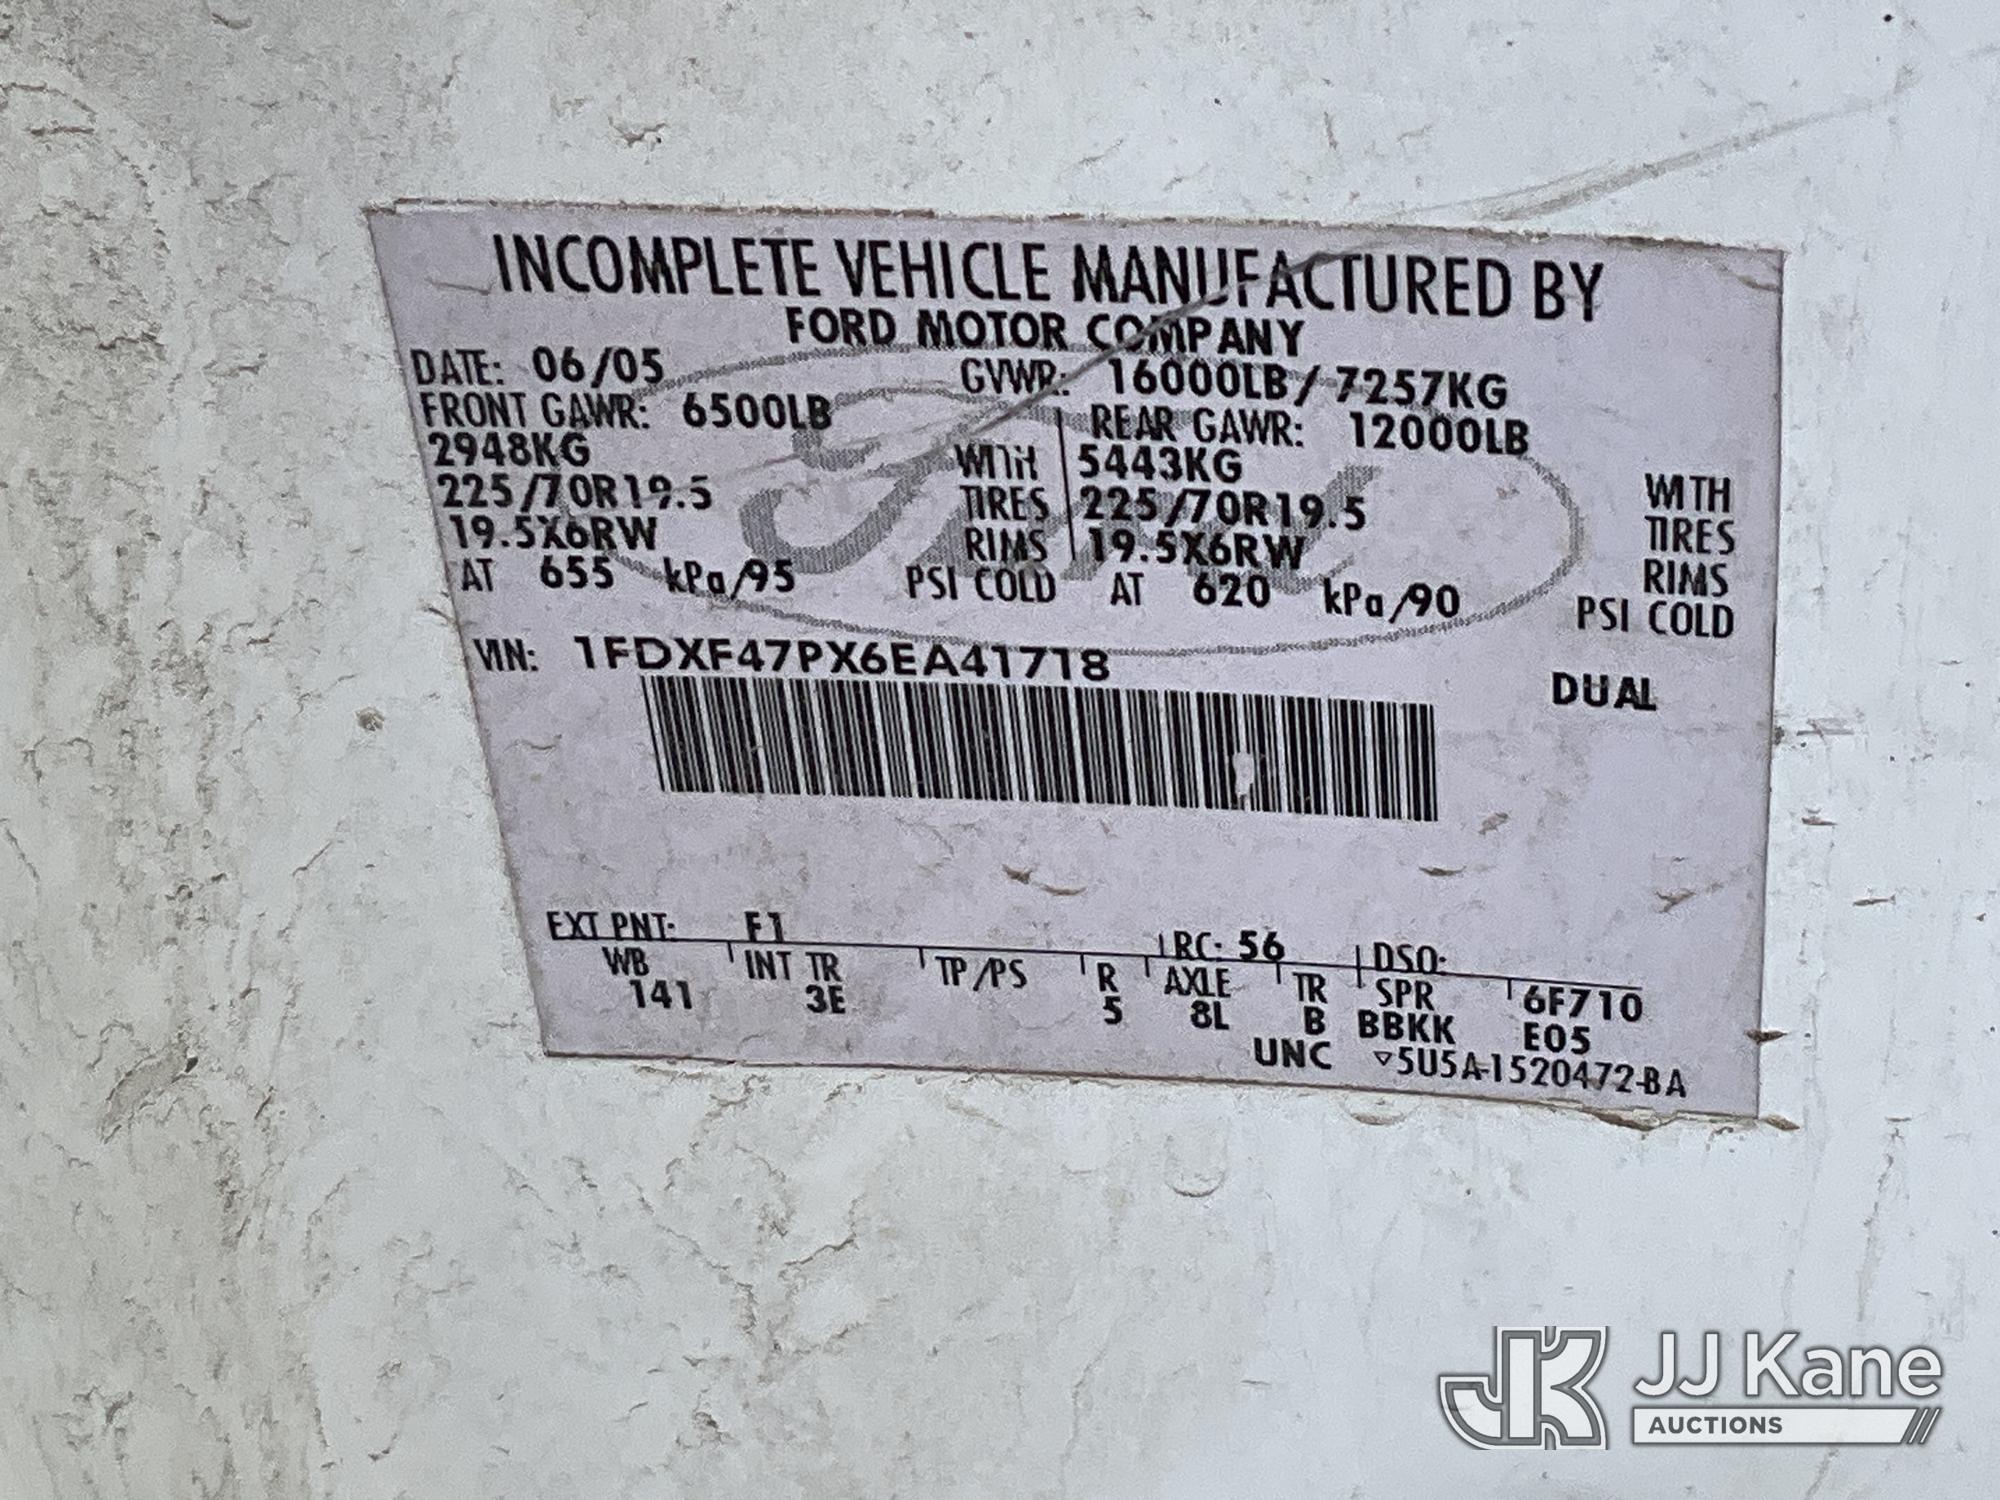 INCOMPLETE VEHICLE MANUFACTURED BY
FORD MOTOR COMPANY
DATE: 06/05 GVWR: 16000LB / 7257KG
FRONT GAWR: 6500LB REAR GAWR: 12000LB
2948KG WITH 5443KG WITH
225/70R19.5 TIRES 225/70R19.5 TIRES
19.5X6RW RIMS 19.5X6RW RIMS
AT 655 kPa/95 PSI COLD AT 620 kPa/90 PSI COLD
VIN: 1FDXF47PX6EA41718
DUAL
EXT PNT: F1 RC: 56 DSO:
WB INT TR TP/PS R AXLE TR SPR 6F710
141 3E 5 8L B BBKK E05
UNC ▽5U5A-1520472-BA
Ford
JK JJ Kane
AUCTIONS